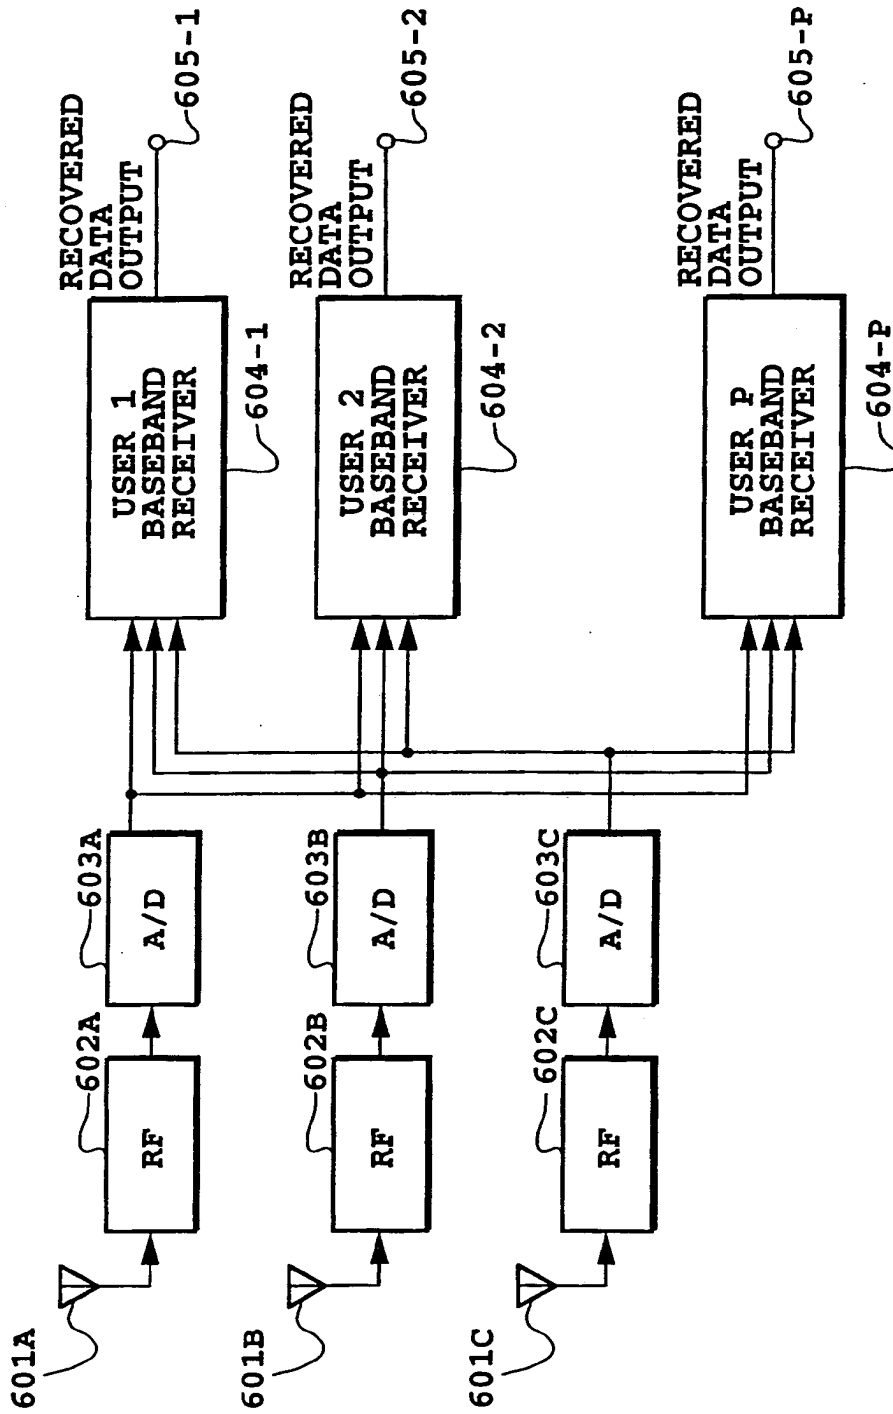 601A
602A
RF
603A
A/D
USER 1
BASEBAND
RECEIVER
604-1
RECOVERED
DATA
OUTPUT
605-1
601B
602B
RF
603B
A/D
USER 2
BASEBAND
RECEIVER
604-2
RECOVERED
DATA
OUTPUT
605-2
601C
602C
RF
603C
A/D
USER P
BASEBAND
RECEIVER
604-P
RECOVERED
DATA
OUTPUT
605-P